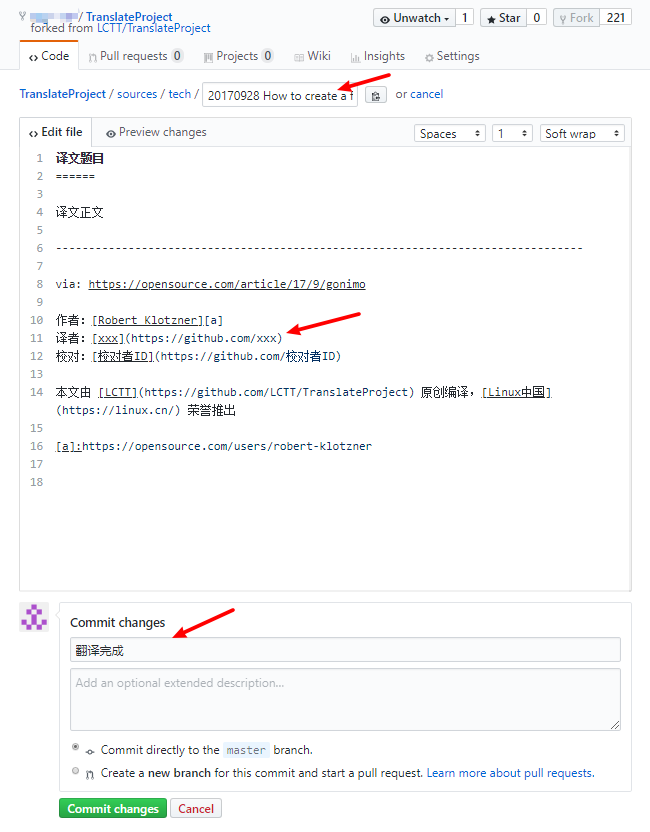 / TranslateProject
forked from LCTT/TranslateProject
Unwatch 1 Star 0 Fork 221
Code Pull requests 0 Projects 0 Wiki Insights Settings
TranslateProject / sources / tech / 20170928 How to create a f or cancel
Edit file Preview changes Spaces 1 Soft wrap
1 译文题目
2 ======
3
4 译文正文
5
6 --------------------------------------------------------------------------------
7
8 via: https://opensource.com/article/17/9/gonimo
9
10 作者：[Robert Klotzner][a]
11 译者：[xxx](https://github.com/xxx)
12 校对：[校对者ID](https://github.com/校对者ID)
13
14 本文由 [LCTT](https://github.com/LCTT/TranslateProject) 原创编译，[Linux中国]
(https://linux.cn/) 荣誉推出
15
16 [a]:https://opensource.com/users/robert-klotzner
17
18
Commit changes
翻译完成
Add an optional extended description...
Commit directly to the master branch.
Create a new branch for this commit and start a pull request. Learn more about pull requests.
Commit changes Cancel